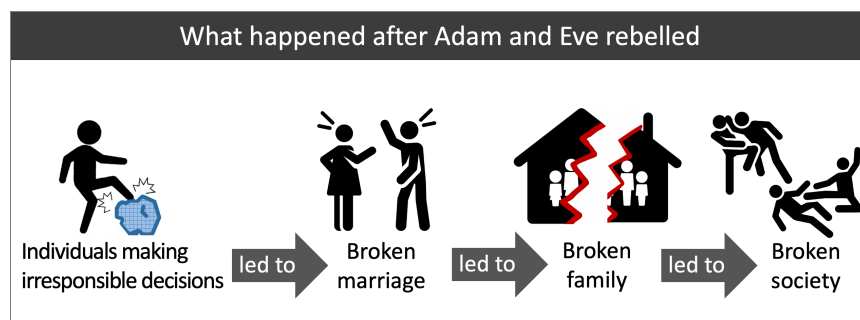 What happened after Adam and Eve rebelled
Individuals making
irresponsible decisions
led to
Broken
marriage
led to
Broken
family
led to
Broken
society